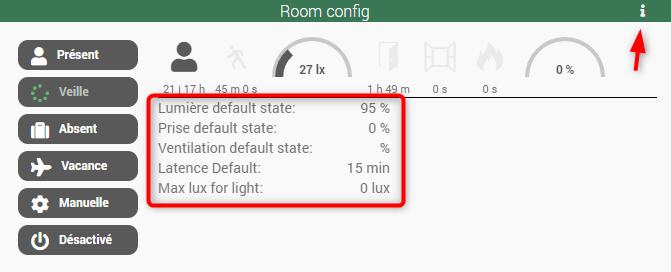 Room config
Présent
Veille
Absent
Vacance
Manuelle
Désactivé
27 lx
0 %
21 j 17 h 45 m 0 s 1 h 49 m 0 s 0 s
Lumière default state: 95 %
Prise default state: 0 %
Ventilation default state: %
Latence Default: 15 min
Max lux for light: 0 lux